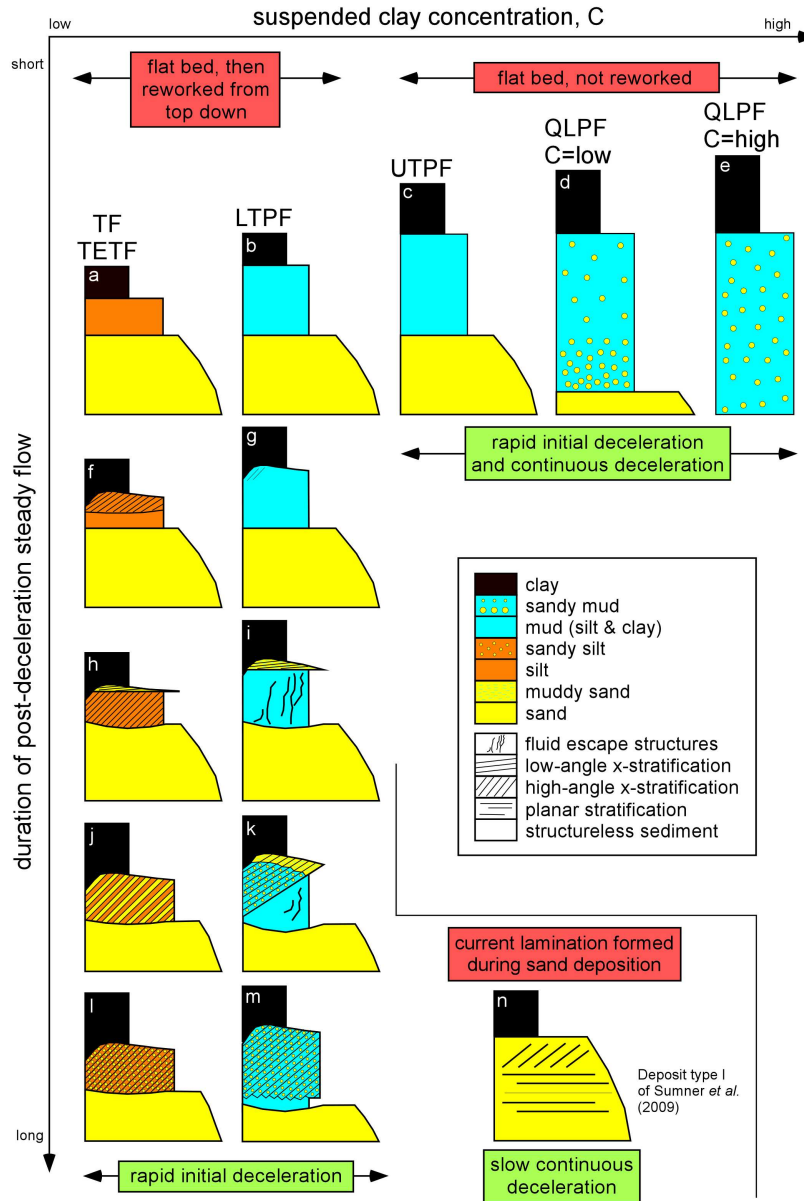 suspended clay concentration, C
low
high
short
flat bed, then
reworked from
top down
flat bed, not reworked
QLPF
C=low
QLPF
C=high
UTPF
TF
TETF
LTPF
a
b
c
d
e
rapid initial deceleration
and continuous deceleration
f
g
duration of post-deceleration steady flow
clay
sandy mud
mud (silt & clay)
sandy silt
silt
muddy sand
sand
fluid escape structures
low-angle x-stratification
high-angle x-stratification
planar stratification
structureless sediment
h
i
j
k
current lamination formed
during sand deposition
l
m
n
Deposit type I
of Sumner et al.
(2009)
long
rapid initial deceleration
slow continuous
deceleration